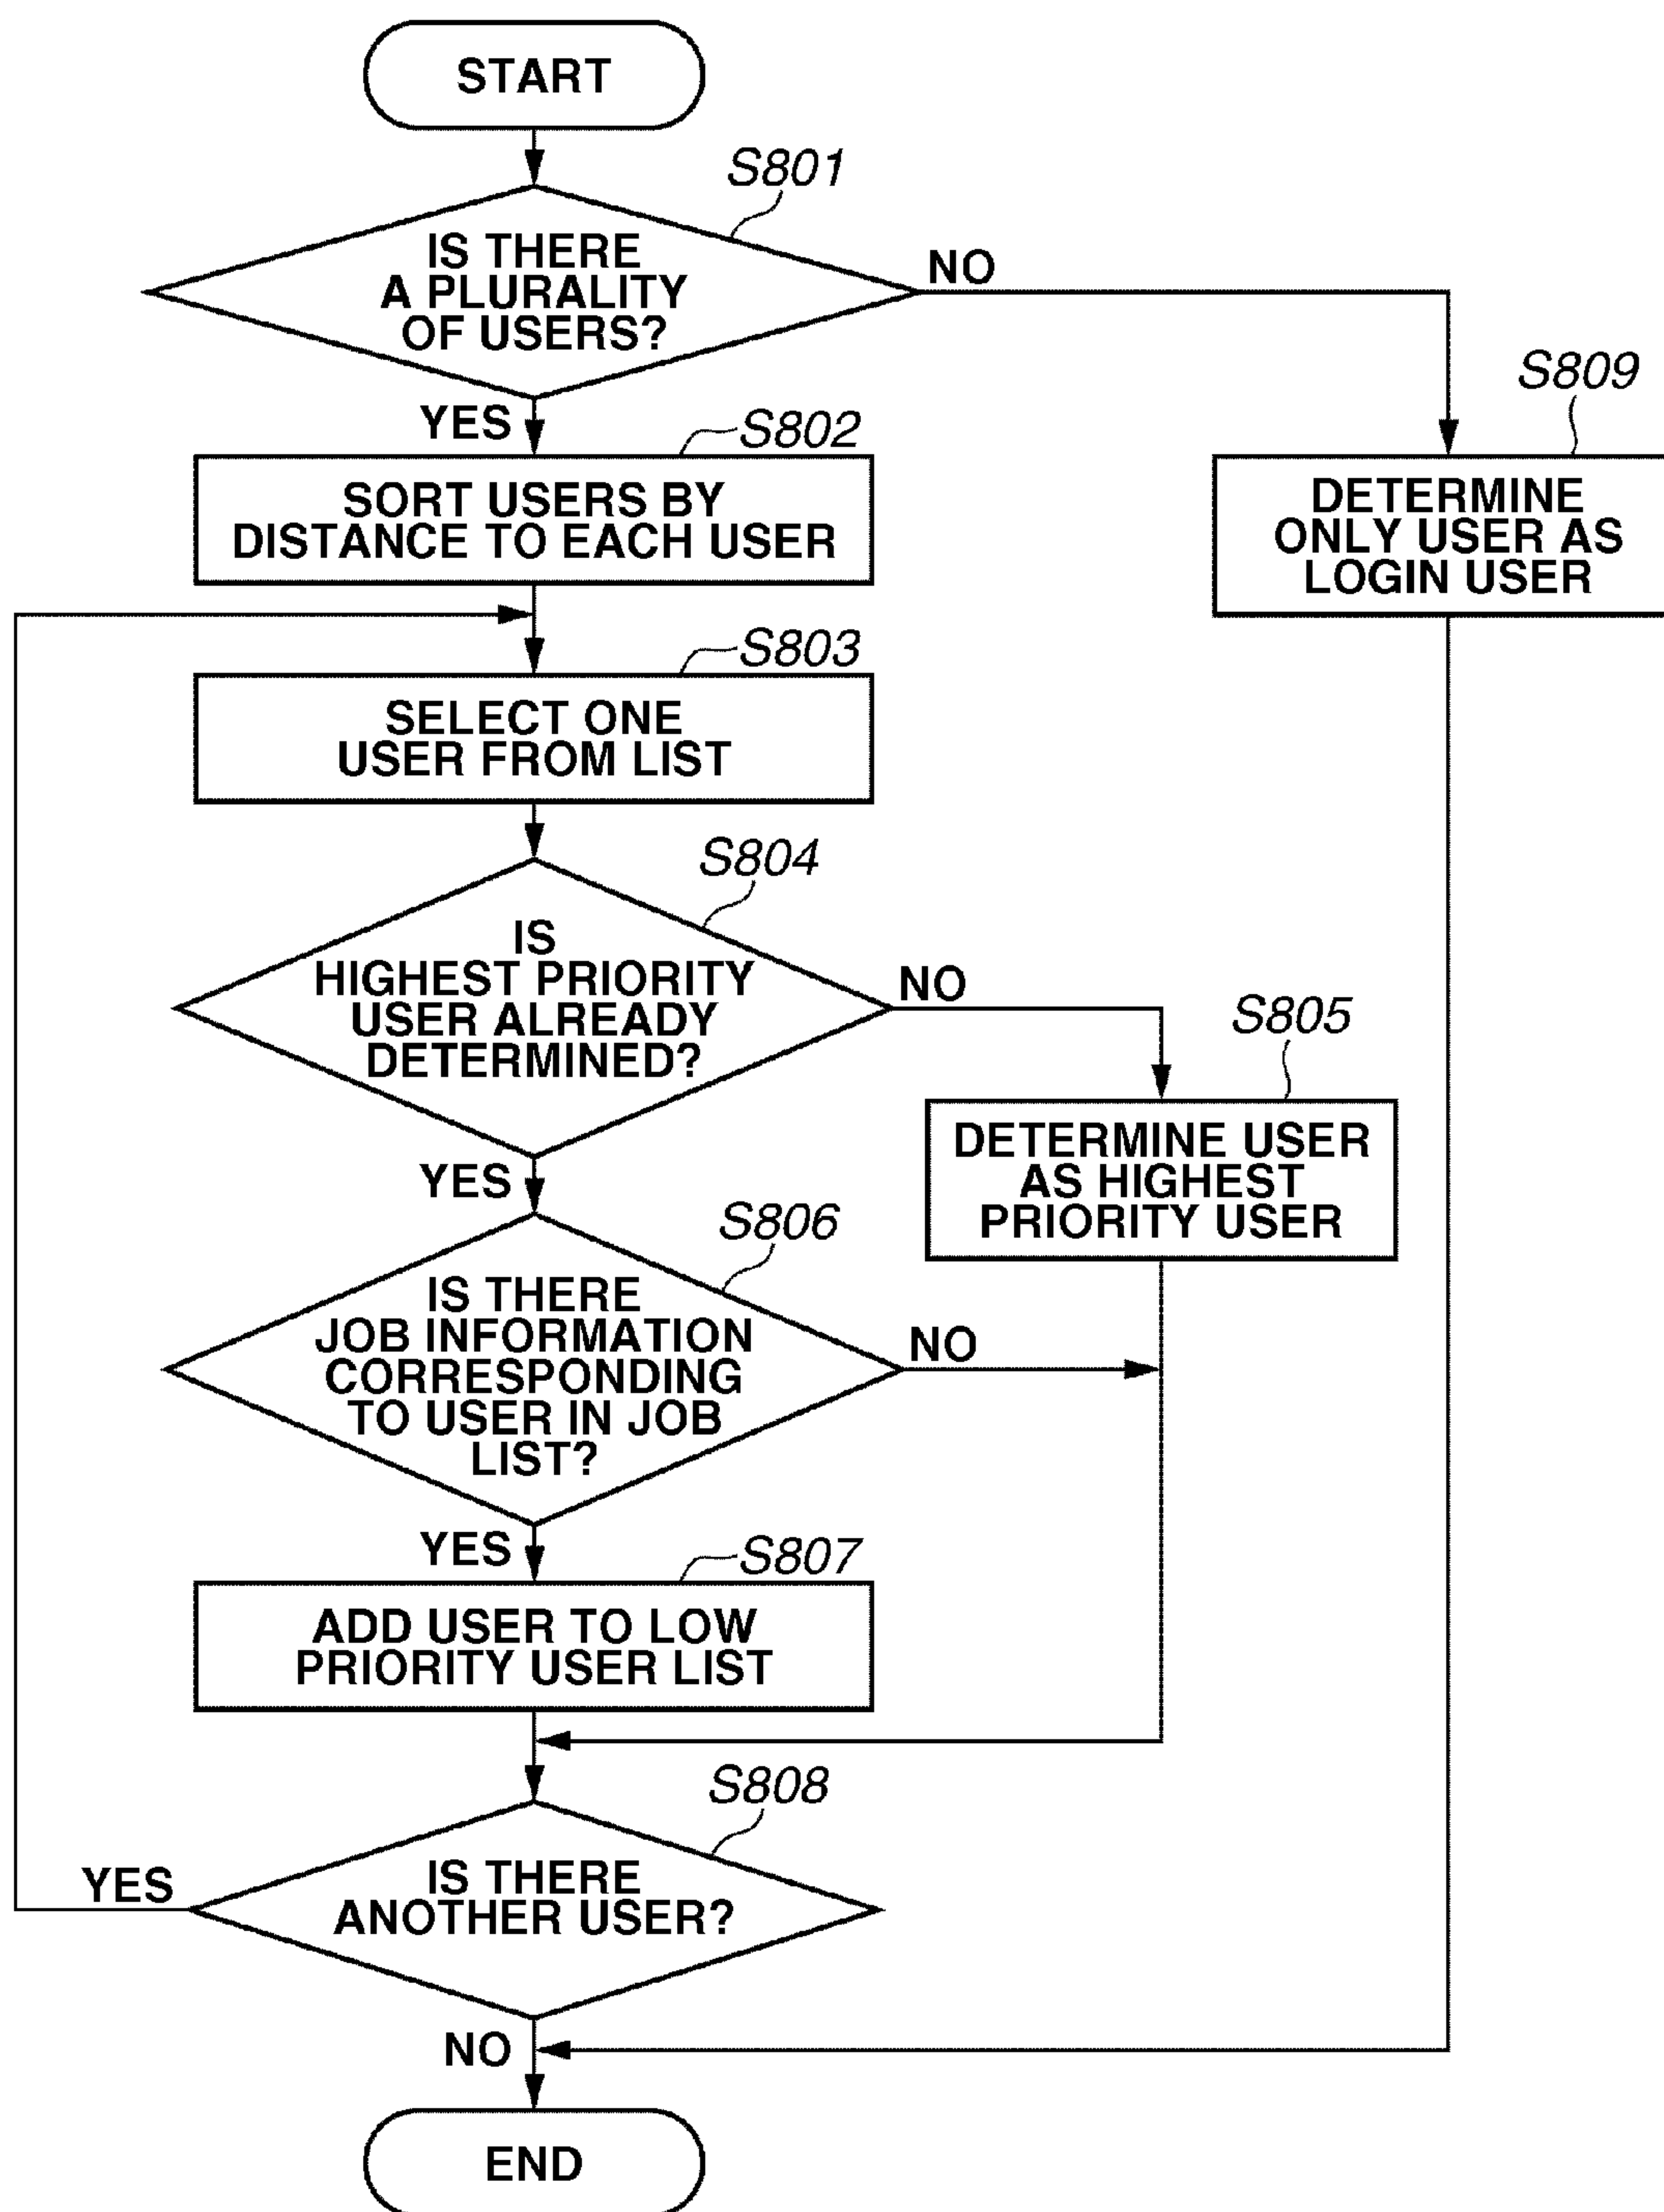 START
S801
IS THERE
A PLURALITY
OF USERS?
NO
YES
S802
SORT USERS BY
DISTANCE TO EACH USER
S809
DETERMINE
ONLY USER AS
LOGIN USER
S803
SELECT ONE
USER FROM LIST
S804
IS
HIGHEST PRIORITY
USER ALREADY
DETERMINED?
NO
S805
DETERMINE USER
AS HIGHEST
PRIORITY USER
YES
S806
IS THERE
JOB INFORMATION
CORRESPONDING
TO USER IN JOB
LIST?
NO
YES
S807
ADD USER TO LOW
PRIORITY USER LIST
S808
IS THERE
ANOTHER USER?
YES
NO
END